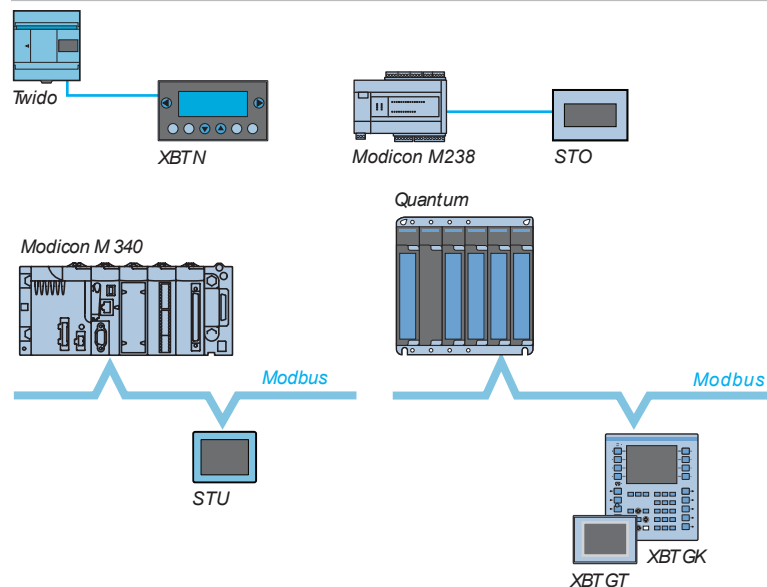 Twido
XBT N
Modicon M238
STO
Quantum
Modicon M 340
Modbus
Modbus
STU
XBT GK
XBT GT